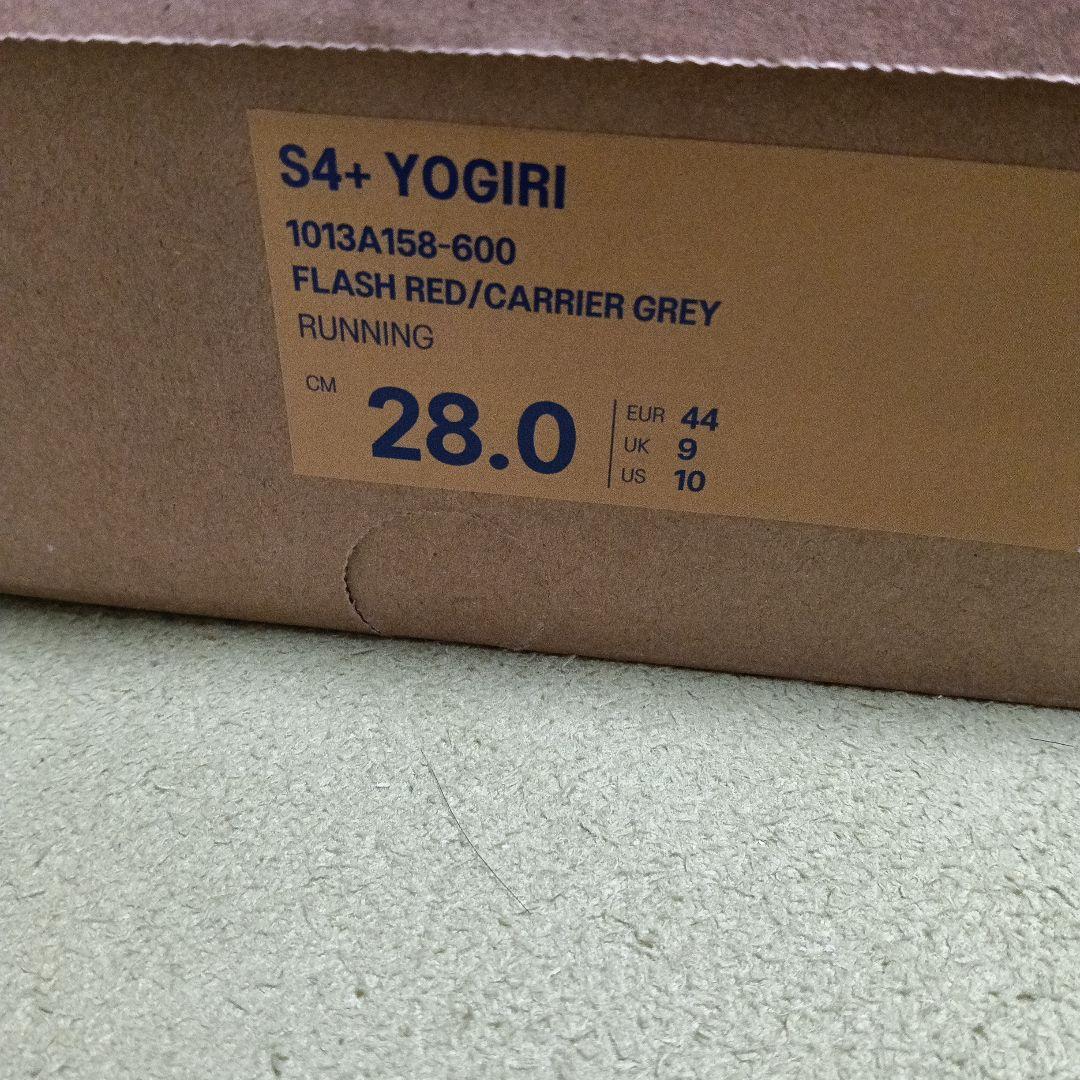 S4+ YOGIRI
1013A158-600
FLASH RED/CARRIER GREY
RUNNING
CM 28.0
EUR 44
UK 9
US 10